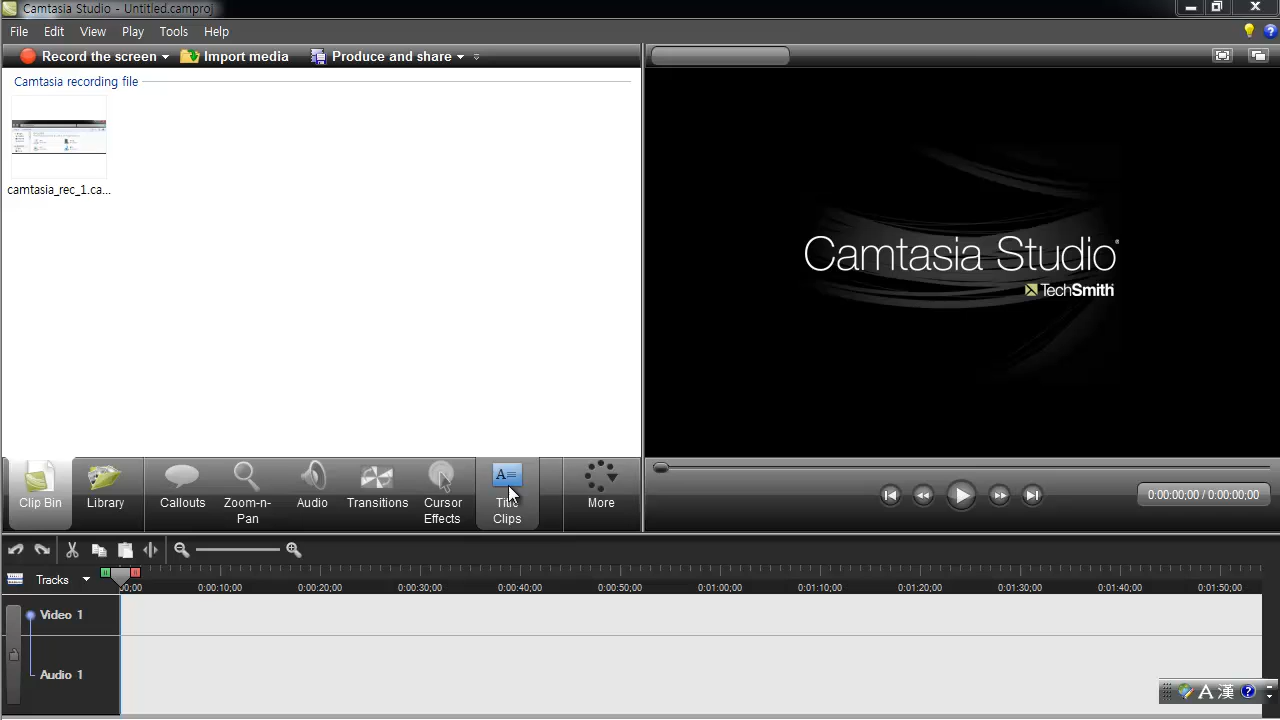 Camtasia Studio - Untitled.camproj
File Edit View Play Tools Help
Record the screen Import media Produce and share
Camtasia recording file
camtasia_rec_1.ca...
Camtasia Studio®
TechSmith
Clip Bin Library Callouts Zoom-n-Pan Audio Transitions Cursor Effects Title Clips More
0:00:00;00 / 0:00:00;00
Tracks 00;00 0:00:10;00 0:00:20;00 0:00:30;00 0:00:40;00 0:00:50;00 0:01:00;00 0:01:10;00 0:01:20;00 0:01:30;00 0:01:40;00 0:01:50;00
Video 1
Audio 1
A 漢